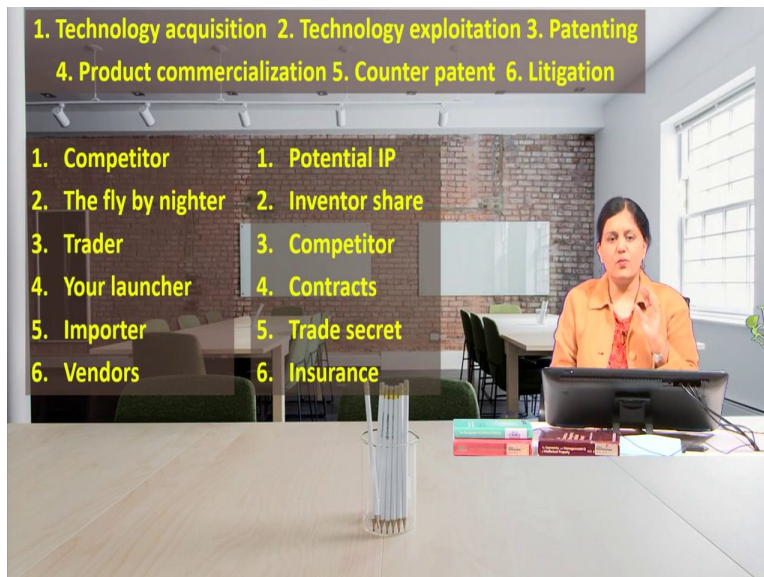 1. Technology acquisition 2. Technology exploitation 3. Patenting
4. Product commercialization 5. Counter patent 6. Litigation
1. Competitor
2. The fly by nighter
3. Trader
4. Your launcher
5. Importer
6. Vendors
1. Potential IP
2. Inventor share
3. Competitor
4. Contracts
5. Trade secret
6. Insurance